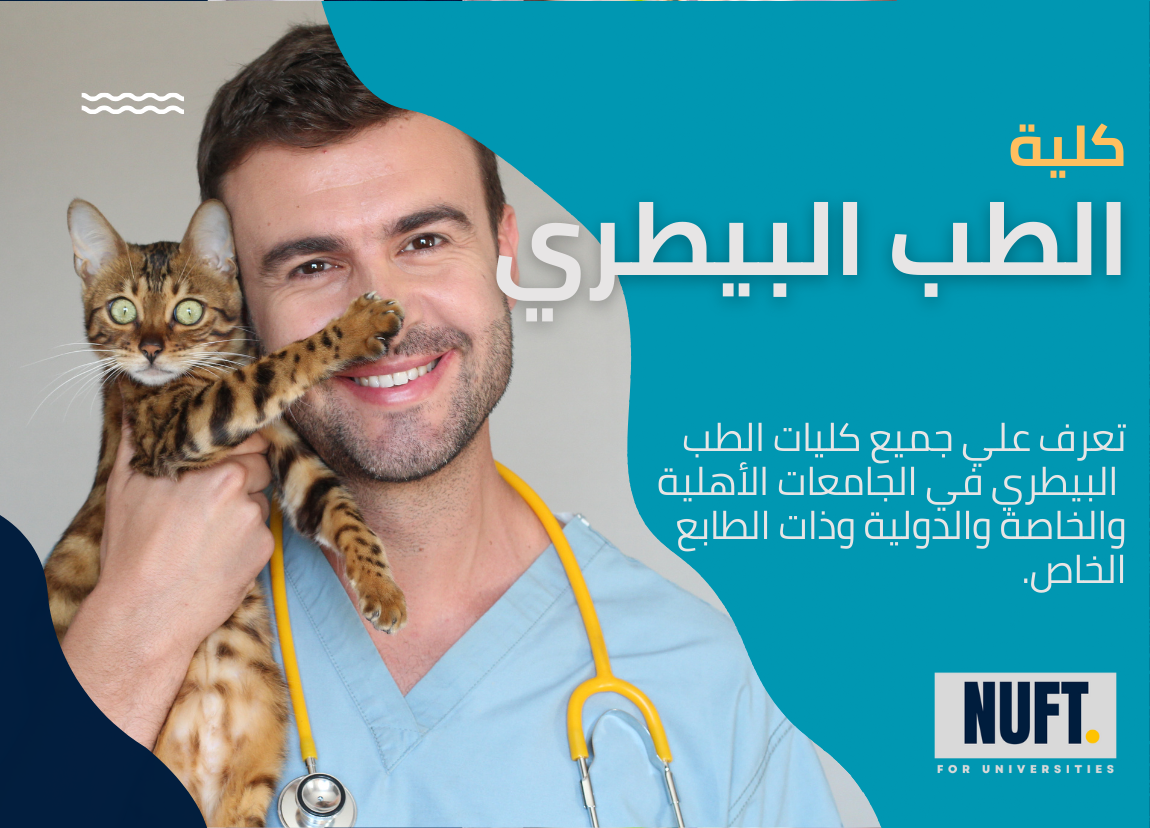 كلية
الطب البيطري
تعرف علي جميع كليات الطب
البيطري في الجامعات الأهلية
والخاصة والدولية وذات الطابع
الخاص.
NUFT.
FOR UNIVERSITIES